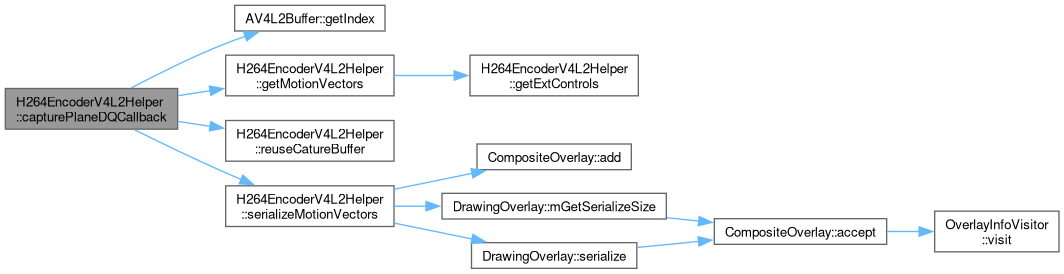 AV4L2Buffer::getIndex
H264EncoderV4L2Helper
::getMotionVectors
H264EncoderV4L2Helper
::getExtControls
H264EncoderV4L2Helper
::capturePlaneDQCallback
H264EncoderV4L2Helper
::reuseCatureBuffer
CompositeOverlay::add
H264EncoderV4L2Helper
::serializeMotionVectors
DrawingOverlay::mGetSerializeSize
CompositeOverlay::accept
OverlayInfoVisitor
::visit
DrawingOverlay::serialize